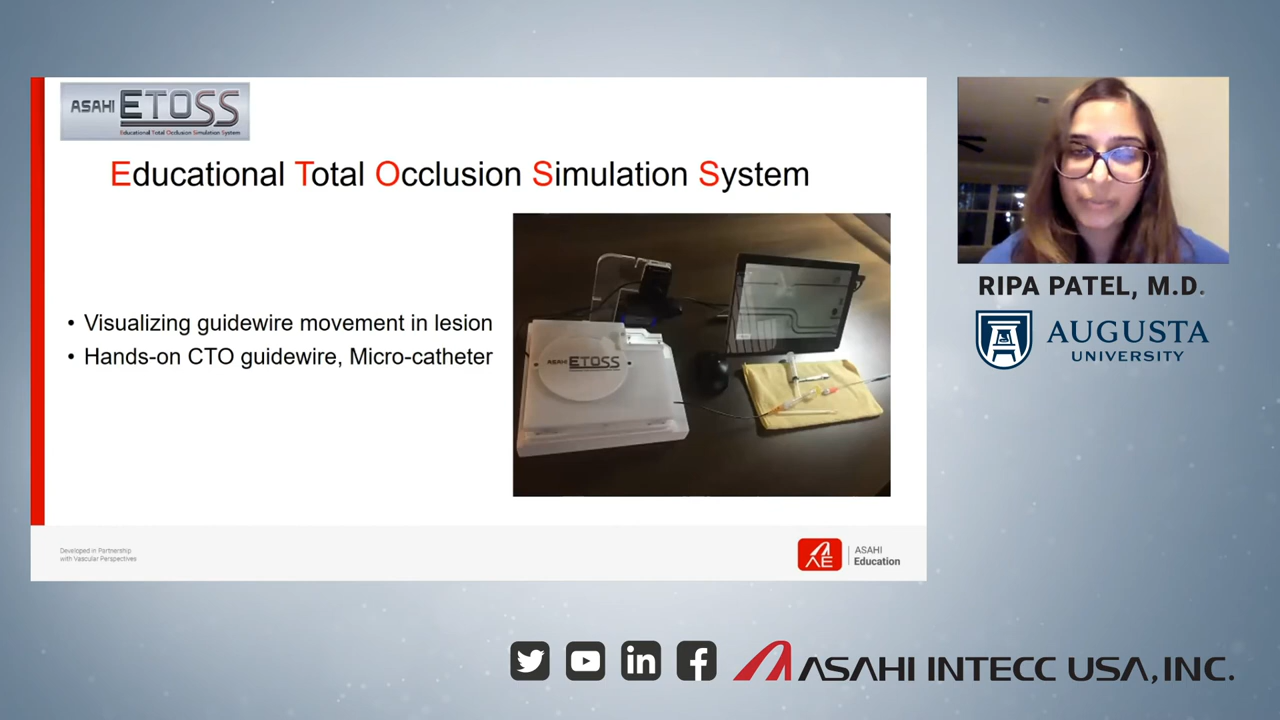 ASAHI ETOSS
Educational Total Occlusion Simulation System
Educational Total Occlusion Simulation System
• Visualizing guidewire movement in lesion
• Hands-on CTO guidewire, Micro-catheter
ASAHI ETOSS
Developed in Partnership
with Vascular Perspectives
ASAHI
Education
RIPA PATEL, M.D.
AUGUSTA
UNIVERSITY
ASAHI INTECC USA, INC.